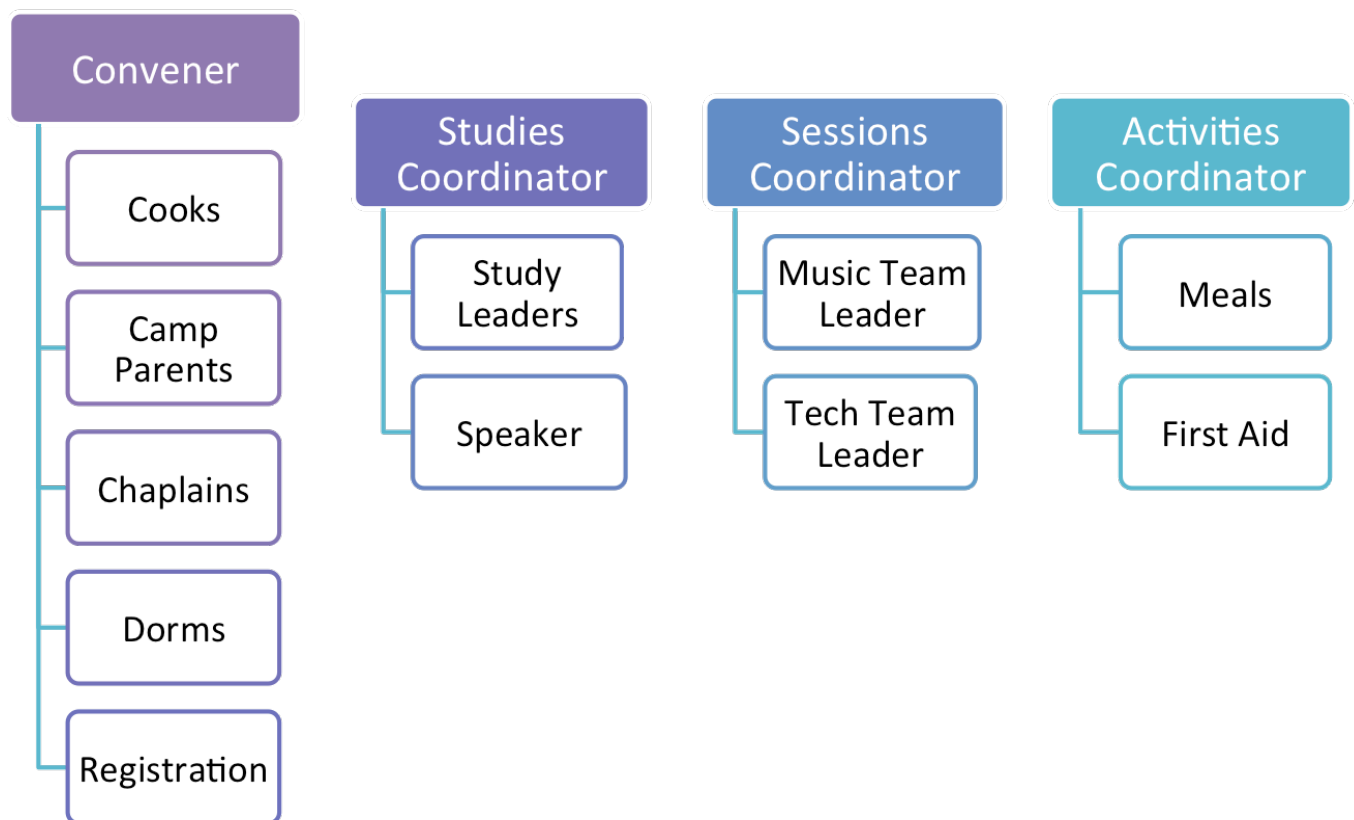 Convener
Cooks
Camp
Parents
Chaplains
Dorms
Registration
Studies
Coordinator
Study
Leaders
Speaker
Sessions
Coordinator
Music Team
Leader
Tech Team
Leader
Activities
Coordinator
Meals
First Aid